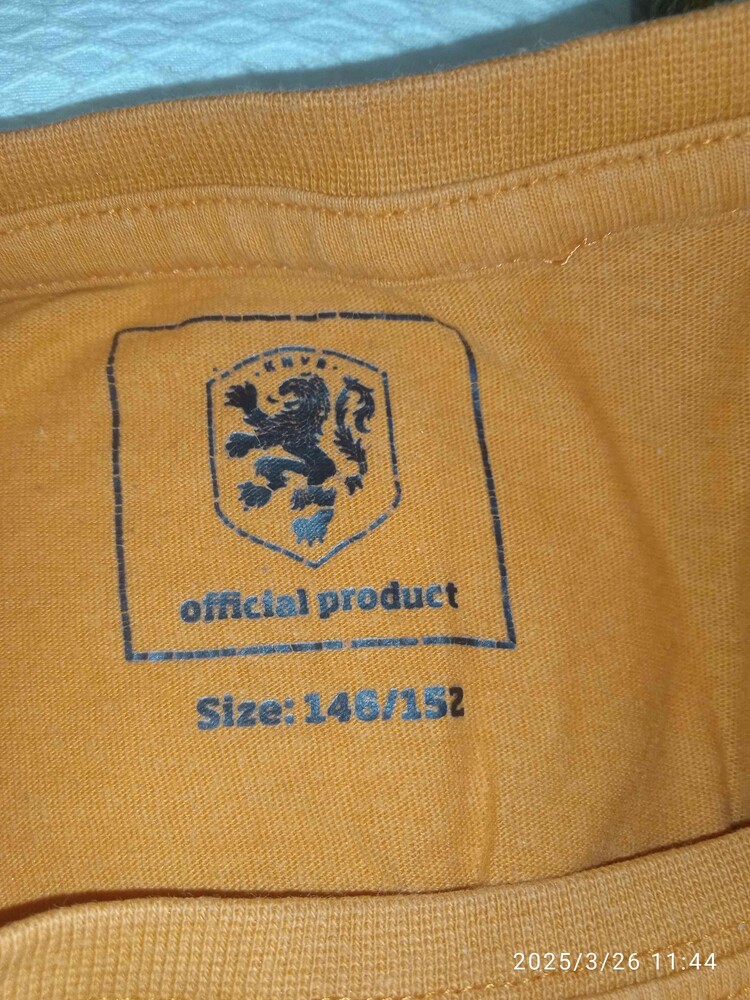 KNVB
official product
Size: 146/152
2025/3/26 11:44